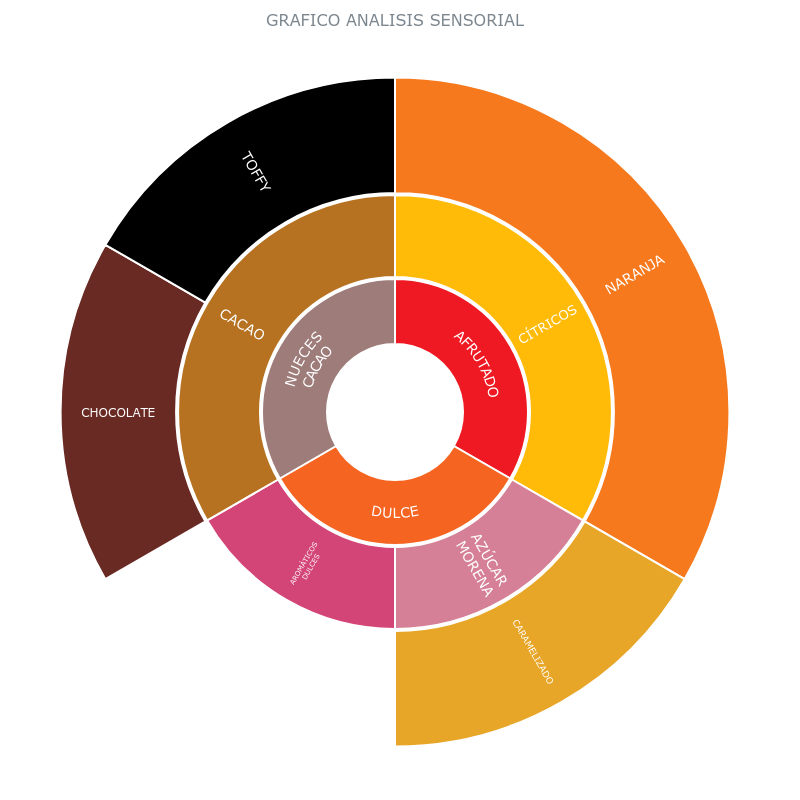 GRAFICO ANALISIS SENSORIAL
TOFFY
NARANJA
CACAO
CÍTRICOS
NUECES
CACAO
AFRUTADO
CHOCOLATE
DULCE
AROMÁTICOS
DULCES
AZÚCAR
MORENA
CARAMELIZADO